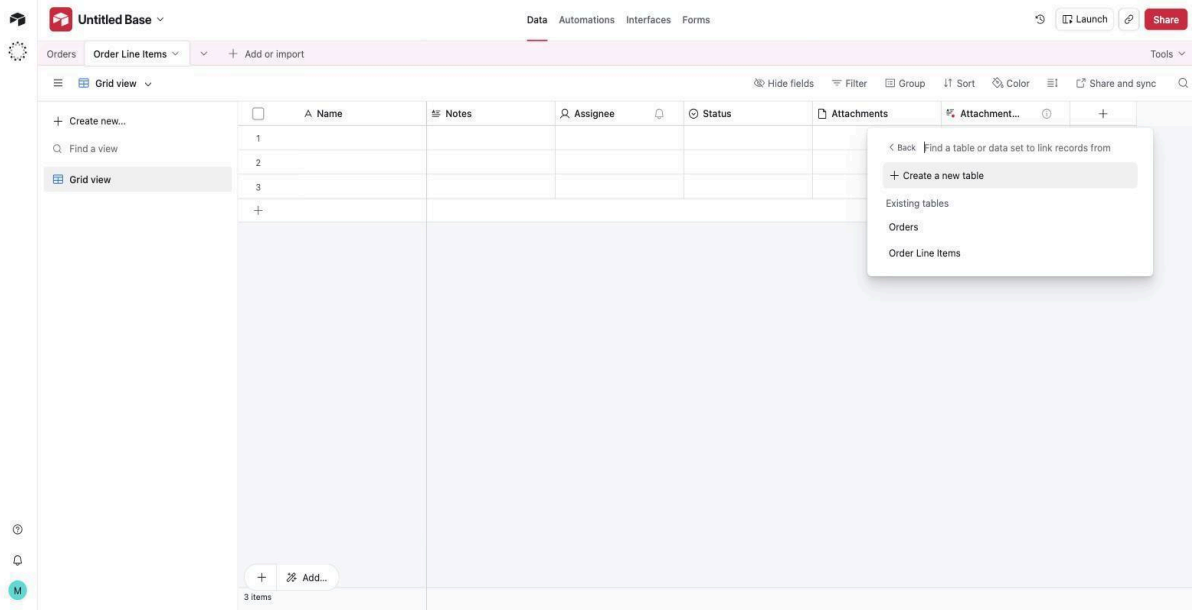 Untitled Base
Data Automations Interfaces Forms
Launch
Share
Orders Order Line Items Add or import Tools
Grid view Hide fields Filter Group Sort Color Share and sync
Create new...
Find a view
Grid view
Name Notes Assignee Status Attachments Attachment...
1
2
3
Back Find a table or data set to link records from
Create a new table
Existing tables
Orders
Order Line Items
Add...
3 items
M